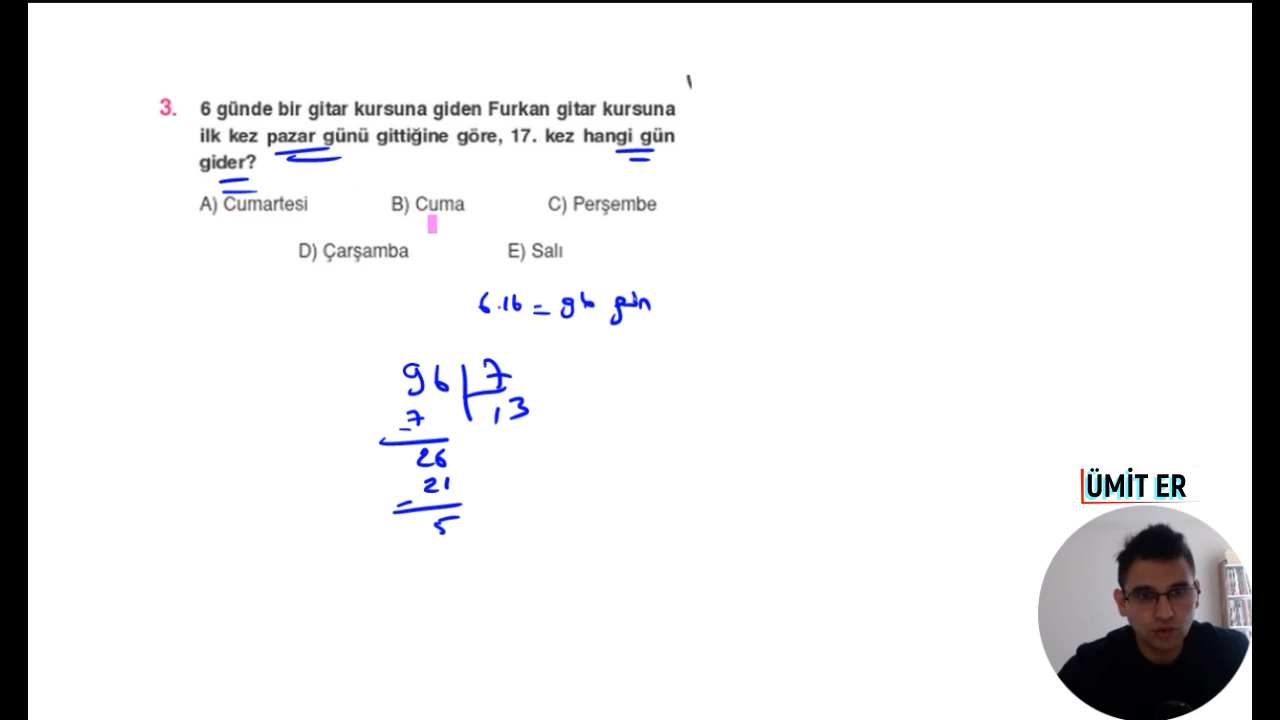 3. 6 günde bir gitar kursuna giden Furkan gitar kursuna
ilk kez pazar günü gittiğine göre, 17. kez hangi gün
gider?
A) Cumartesi B) Cuma C) Perşembe
D) Çarşamba E) Salı
6.16 = 96 gün
96 7
-7 13
26
- 21
5
ÜMİT ER